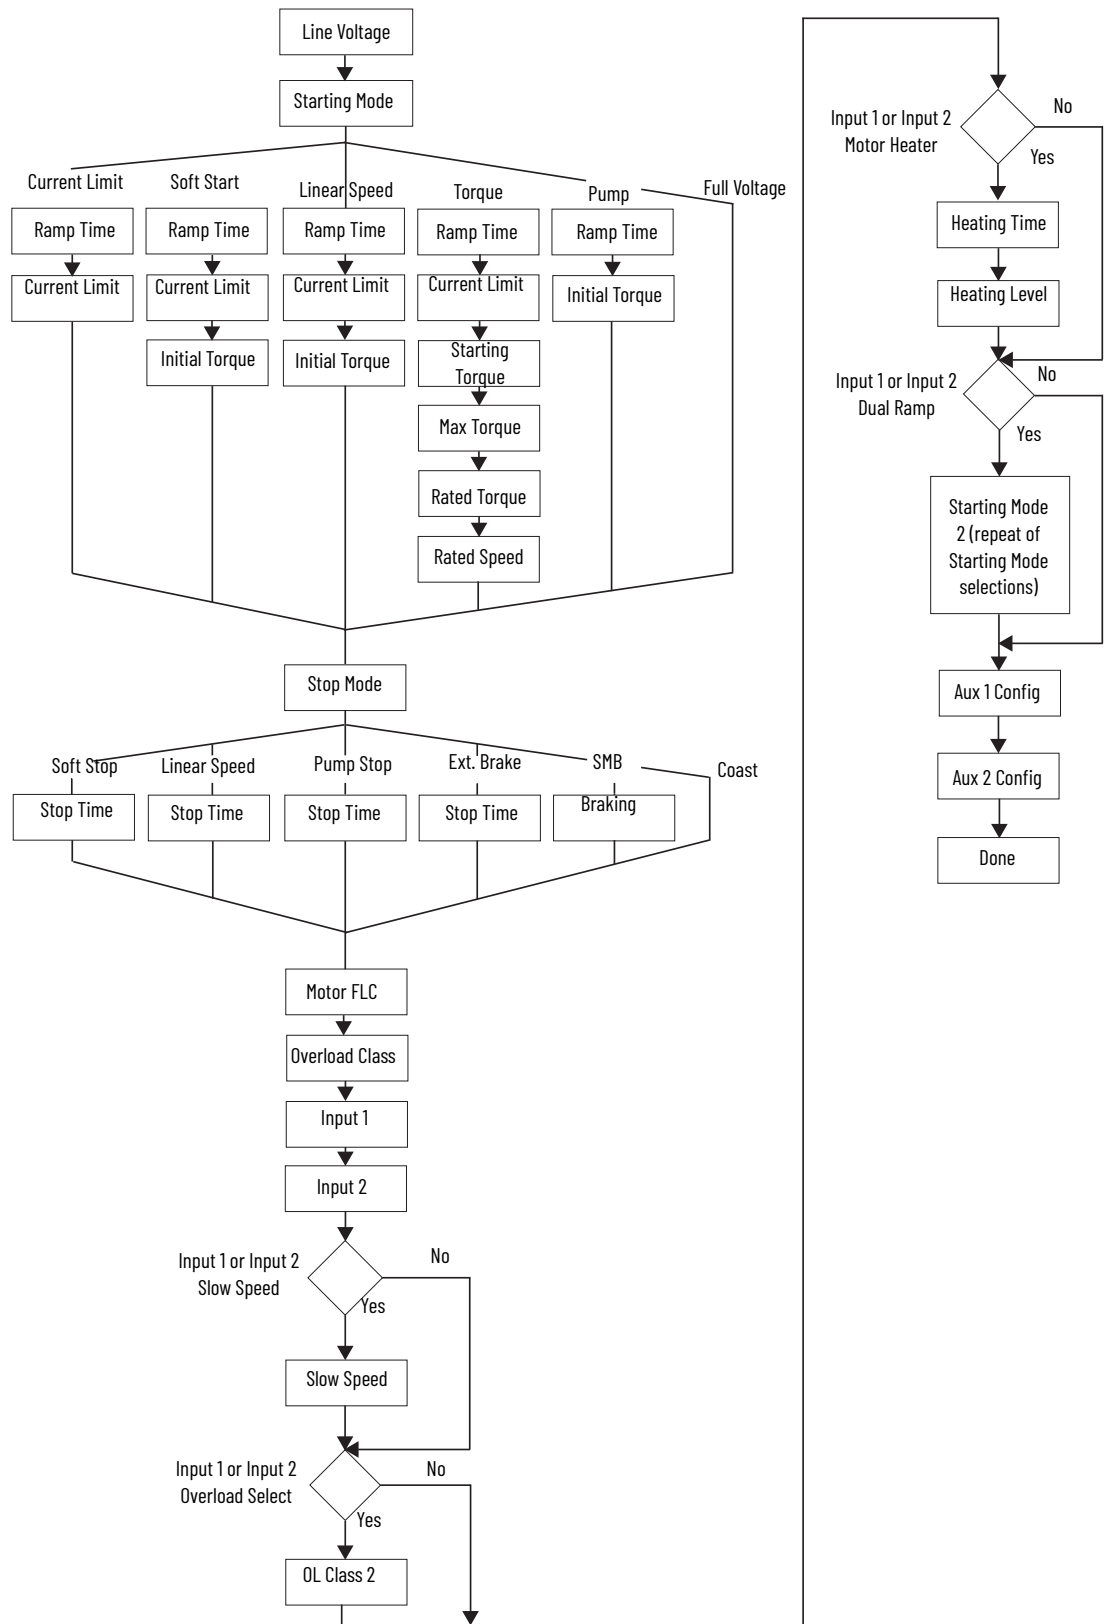 Line Voltage
Starting Mode
Current Limit
Soft Start
Linear Speed
Torque
Pump
Full Voltage
Ramp Time
Ramp Time
Ramp Time
Ramp Time
Ramp Time
Current Limit
Current Limit
Current Limit
Current Limit
Initial Torque
Initial Torque
Initial Torque
Starting
Torque
Max Torque
Rated Torque
Rated Speed
Stop Mode
Soft Stop
Linear Speed
Pump Stop
Ext. Brake
SMB
Coast
Stop Time
Stop Time
Stop Time
Stop Time
Braking
Motor FLC
Overload Class
Input 1
Input 2
Input 1 or Input 2
Slow Speed
No
Yes
Slow Speed
Input 1 or Input 2
Overload Select
No
Yes
OL Class 2
Input 1 or Input 2
Motor Heater
No
Yes
Heating Time
Heating Level
Input 1 or Input 2
Dual Ramp
No
Yes
Starting Mode
2 (repeat of
Starting Mode
selections)
Aux 1 Config
Aux 2 Config
Done